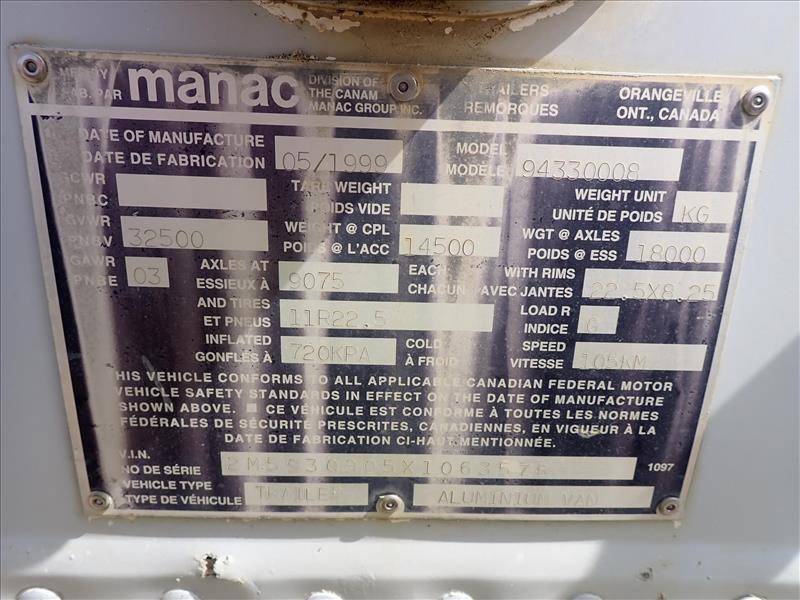 manac DIVISION OF THE CANAM MANAC GROUP INC. TRAILERS REMORQUES ORANGEVILLE ONT., CANADA
FAB. PAR
DATE OF MANUFACTURE
DATE DE FABRICATION 05/1999 MODEL MODÈLE 94330008
GCWR PNBC TARE WEIGHT POIDS VIDE WEIGHT UNIT UNITÉ DE POIDS KG
GVWR PNBV 32500 WEIGHT @ CPL POIDS @ L'ACC 14500 WGT @ AXLES POIDS @ ESS 18000
GAWR PNBE 03 AXLES AT ESSIEUX À 9075 EACH CHACUN WITH RIMS AVEC JANTES 22.5X8.25
AND TIRES ET PNEUS 11R22.5 LOAD R INDICE G
INFLATED GONFLÉS À 720KPA COLD À FROID SPEED VITESSE 105KM
THIS VEHICLE CONFORMS TO ALL APPLICABLE CANADIAN FEDERAL MOTOR
VEHICLE SAFETY STANDARDS IN EFFECT ON THE DATE OF MANUFACTURE
SHOWN ABOVE. ■ CE VÉHICULE EST CONFORME À TOUTES LES NORMES
FÉDÉRALES DE SÉCURITÉ PRESCRITES, CANADIENNES, EN VIGUEUR À LA
DATE DE FABRICATION CI-HAUT MENTIONNÉE.
V.I.N.
NO DE SÉRIE 1097
VEHICLE TYPE
TYPE DE VÉHICULE TRAILER ALUMINIUM VAN